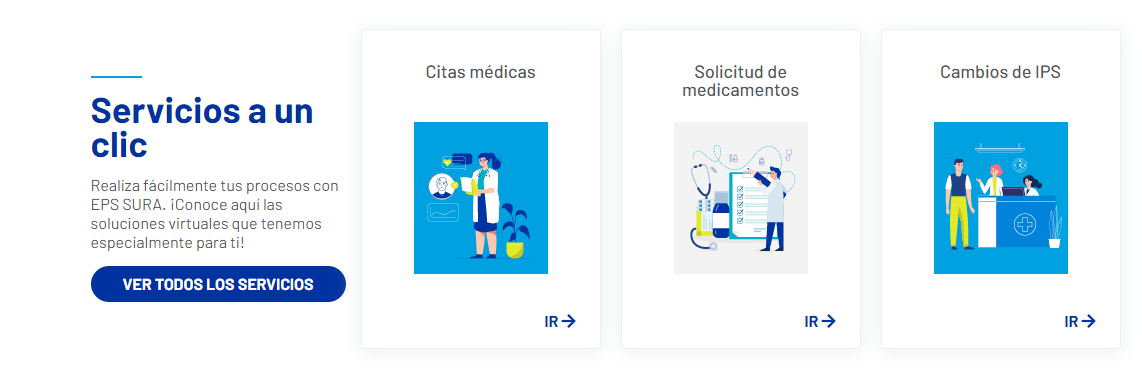 Servicios a un
clic
Realiza fácilmente tus procesos con
EPS SURA. ¡Conoce aquí las
soluciones virtuales que tenemos
especialmente para ti!
VER TODOS LOS SERVICIOS
Citas médicas
IR
Solicitud de
medicamentos
IR
Cambios de IPS
IR